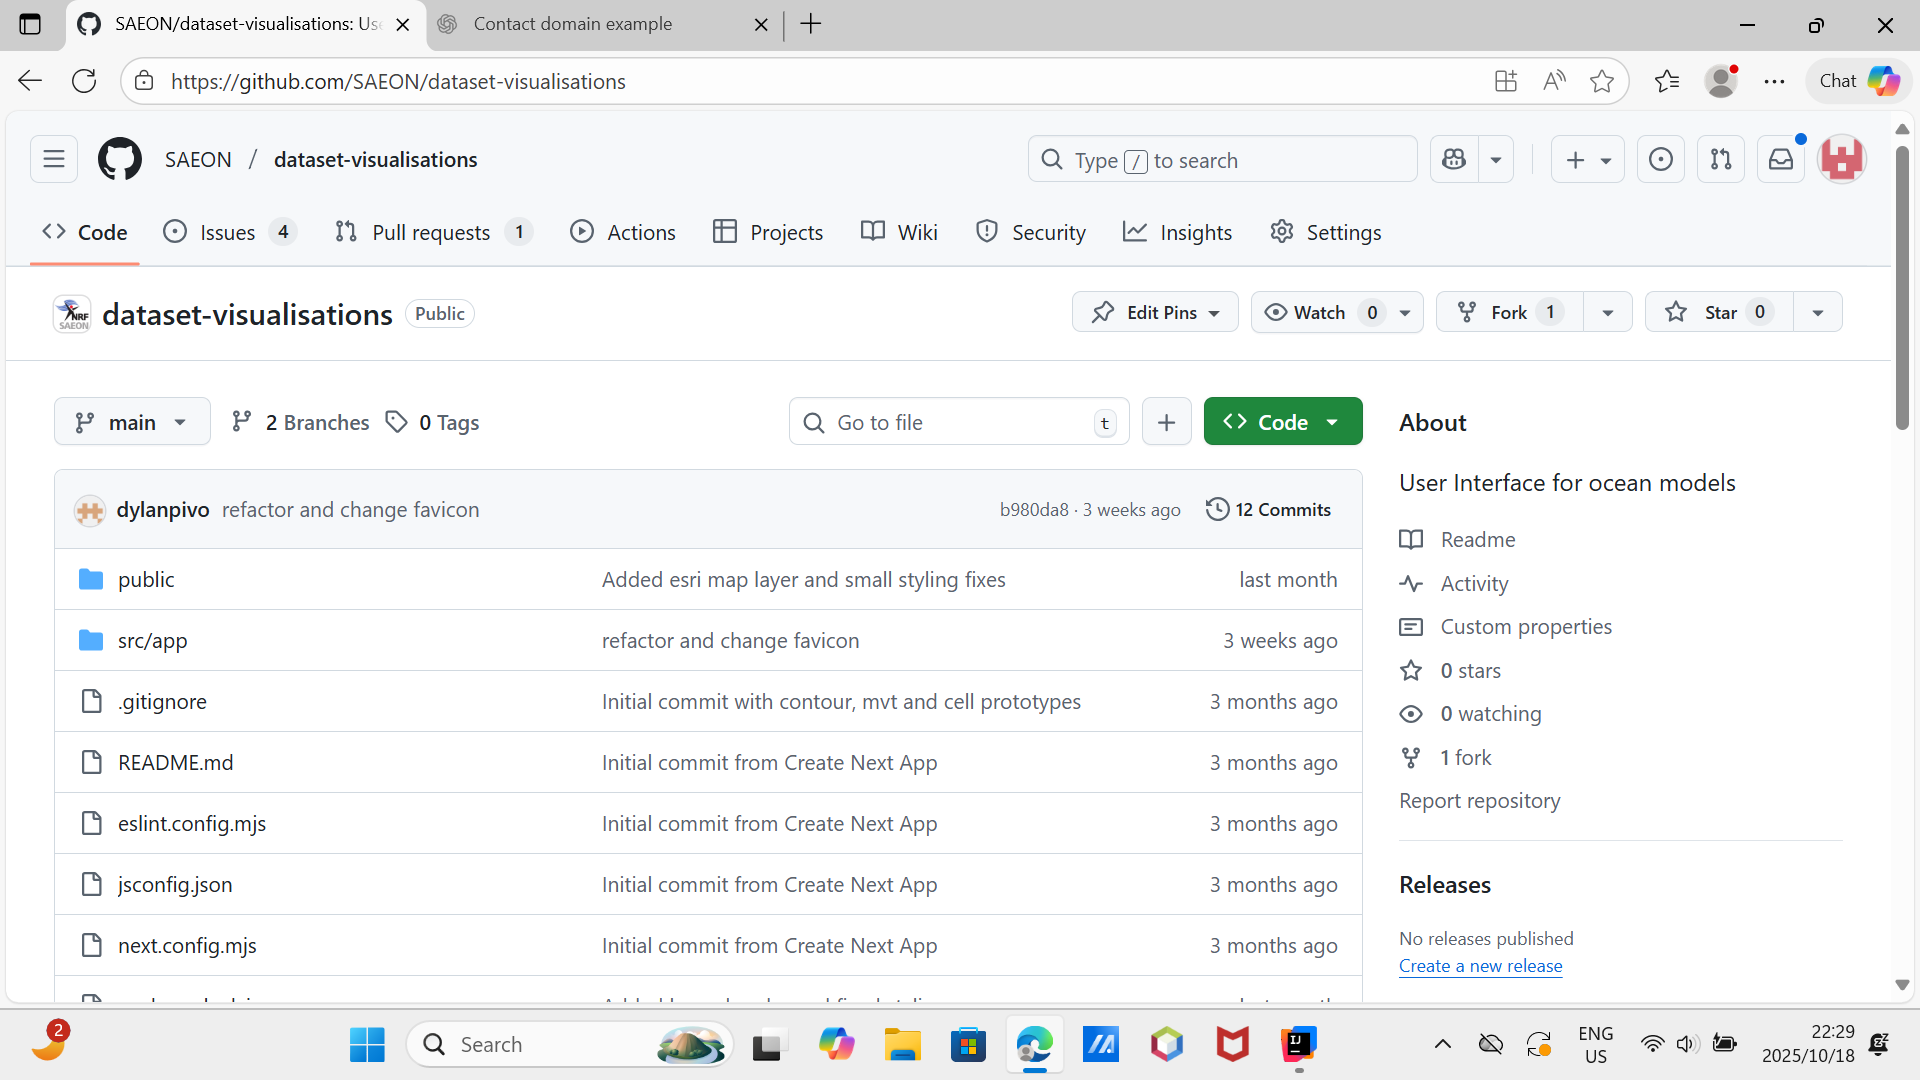 SAEON/dataset-visualisations: Use
Contact domain example
https://github.com/SAEON/dataset-visualisations
Chat
SAEON / dataset-visualisations
Type / to search
Code
Issues 4
Pull requests 1
Actions
Projects
Wiki
Security
Insights
Settings
NRF
SAEON
dataset-visualisations
Public
Edit Pins
Watch 0
Fork 1
Star 0
main
2 Branches
0 Tags
Go to file
t
Code
dylanpivo refactor and change favicon
b980da8 · 3 weeks ago
12 Commits
public Added esri map layer and small styling fixes last month
src/app refactor and change favicon 3 weeks ago
.gitignore Initial commit with contour, mvt and cell prototypes 3 months ago
README.md Initial commit from Create Next App 3 months ago
eslint.config.mjs Initial commit from Create Next App 3 months ago
jsconfig.json Initial commit from Create Next App 3 months ago
next.config.mjs Initial commit from Create Next App 3 months ago
About
User Interface for ocean models
Readme
Activity
Custom properties
0 stars
0 watching
1 fork
Report repository
Releases
No releases published
Create a new release
2
Search
IJ
ENG
US
22:29
2025/10/18